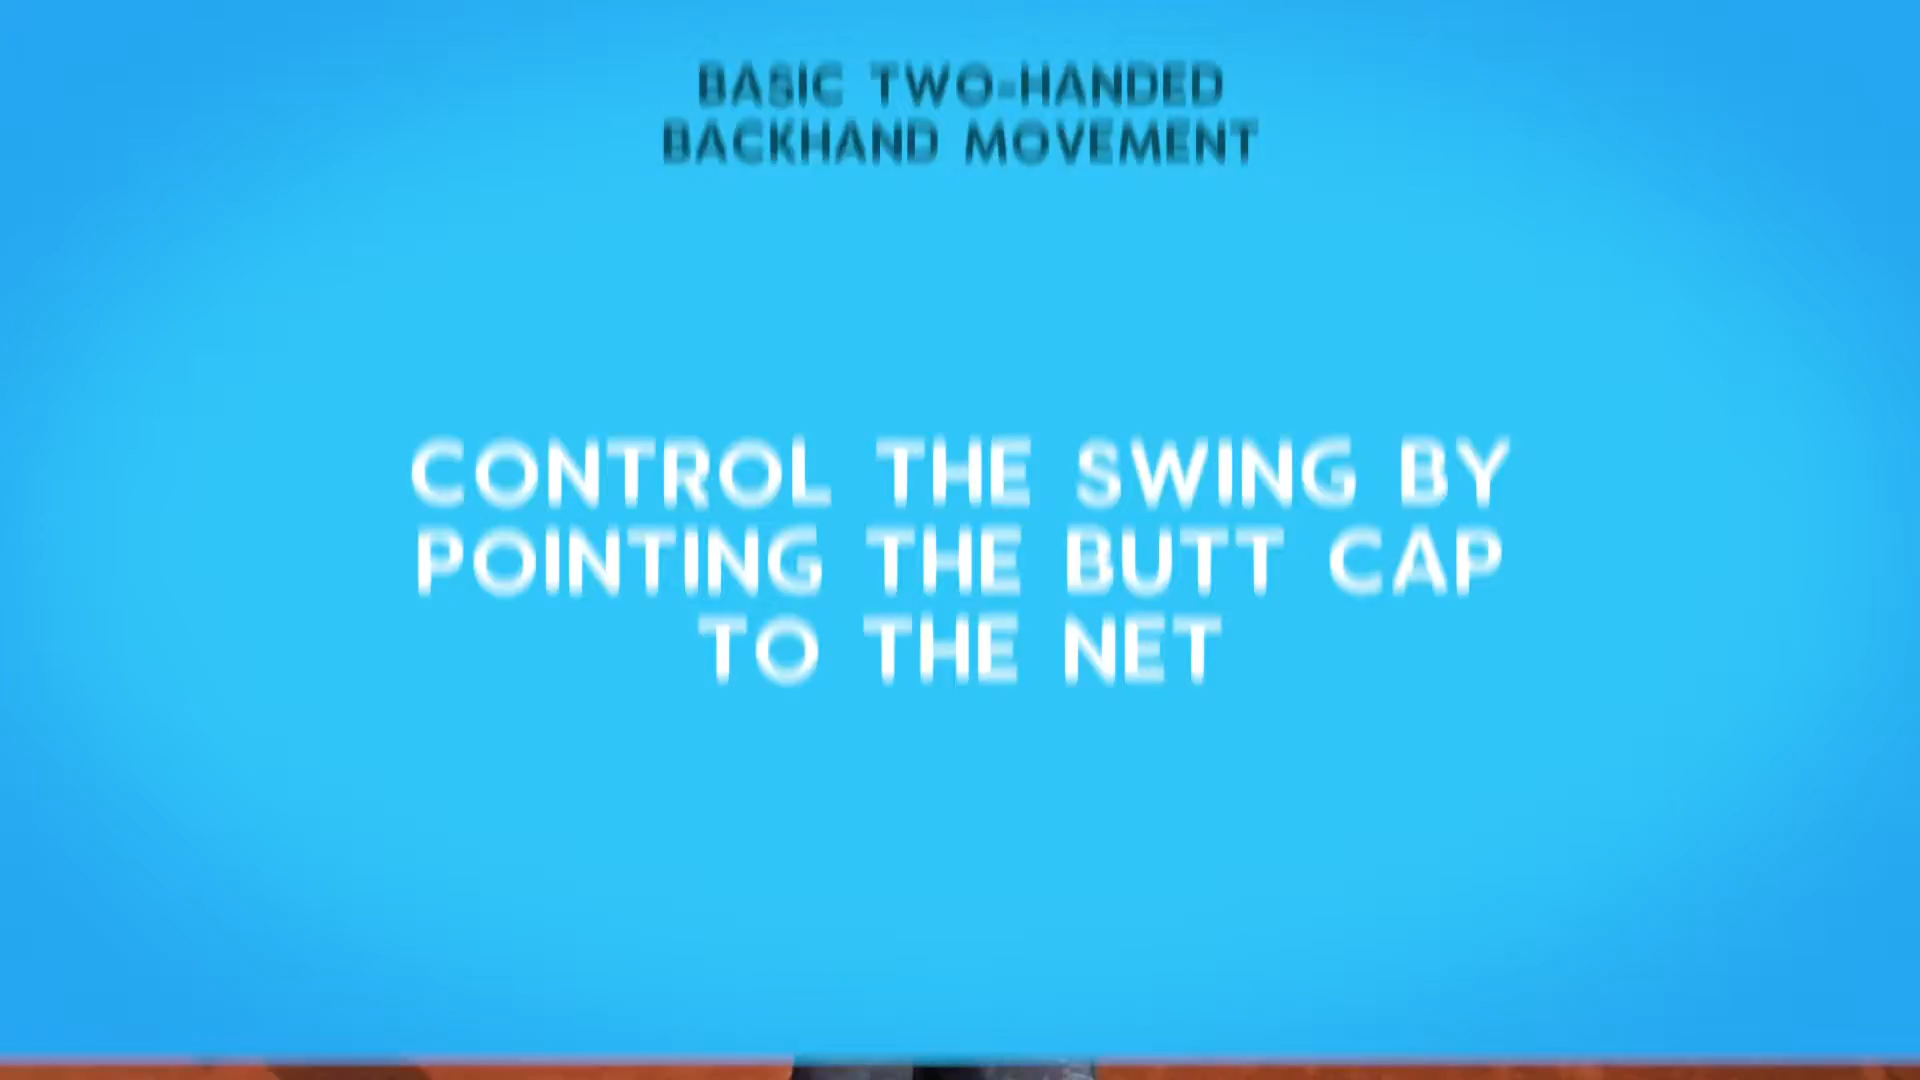 BASIC TWO-HANDED
BACKHAND MOVEMENT
CONTROL THE SWING BY
POINTING THE BUTT CAP
TO THE NET